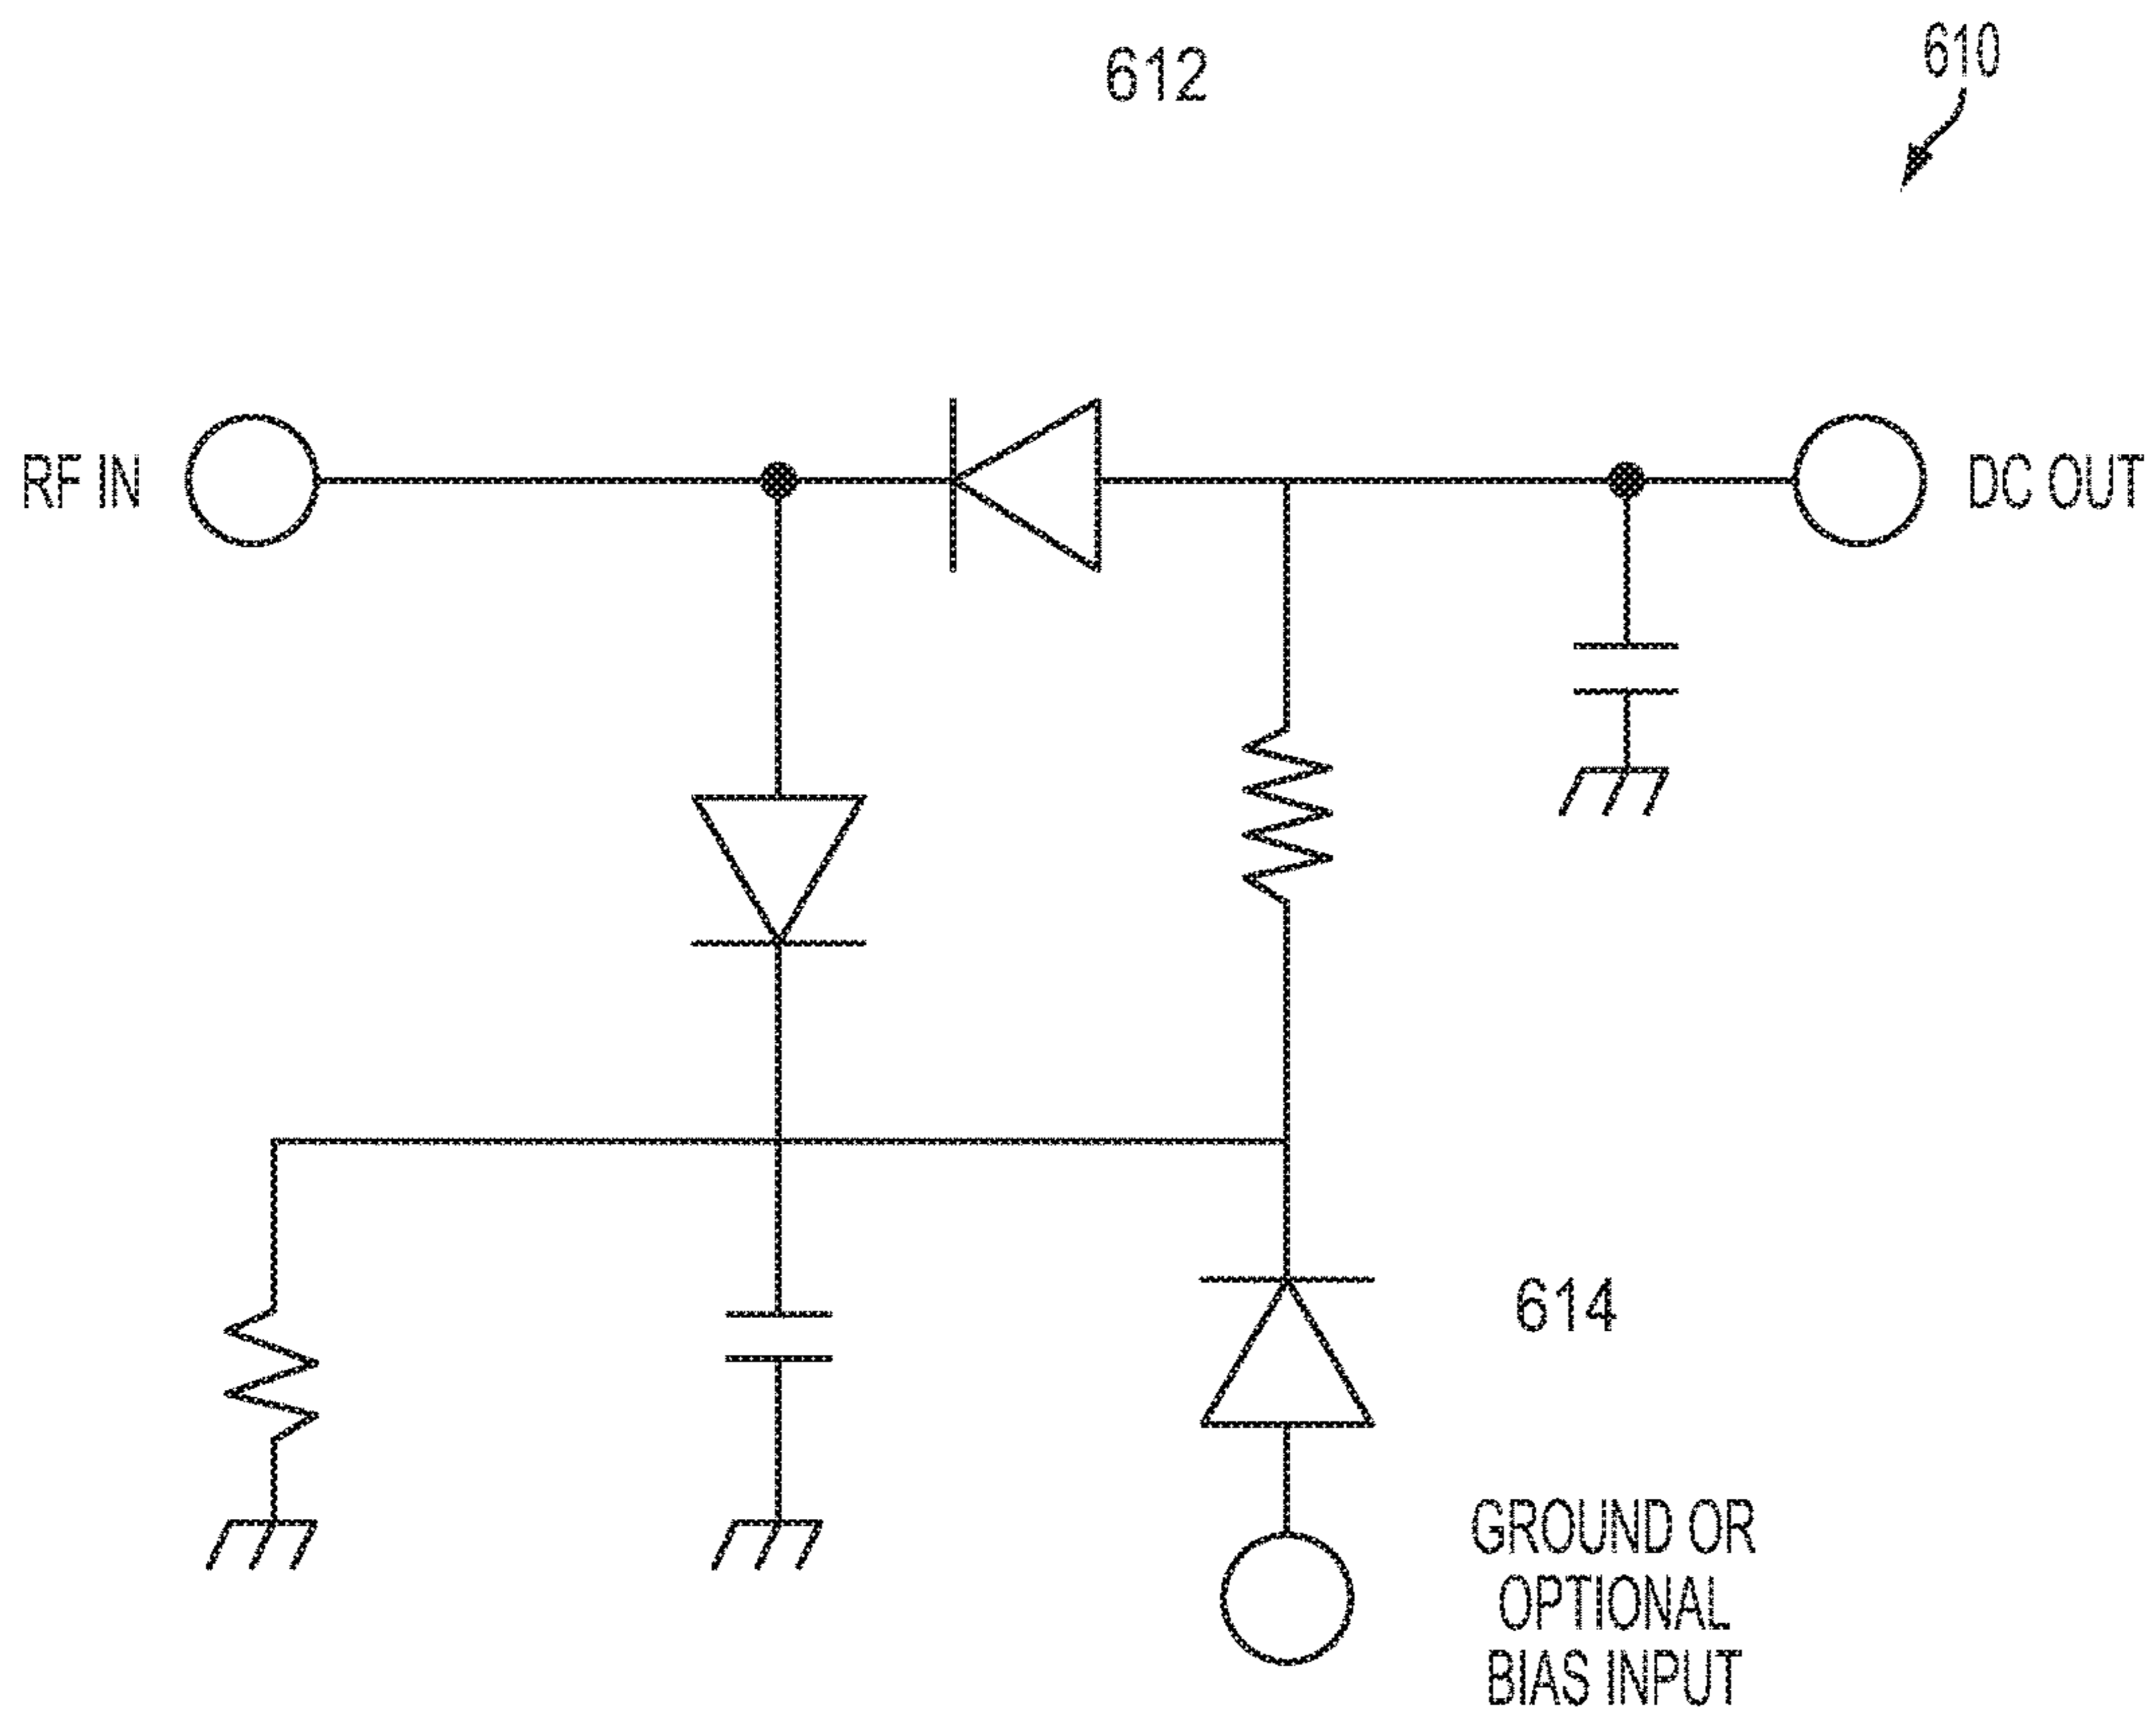 612
610
RF IN
DC OUT
614
GROUND OR
OPTIONAL
BIAS INPUT